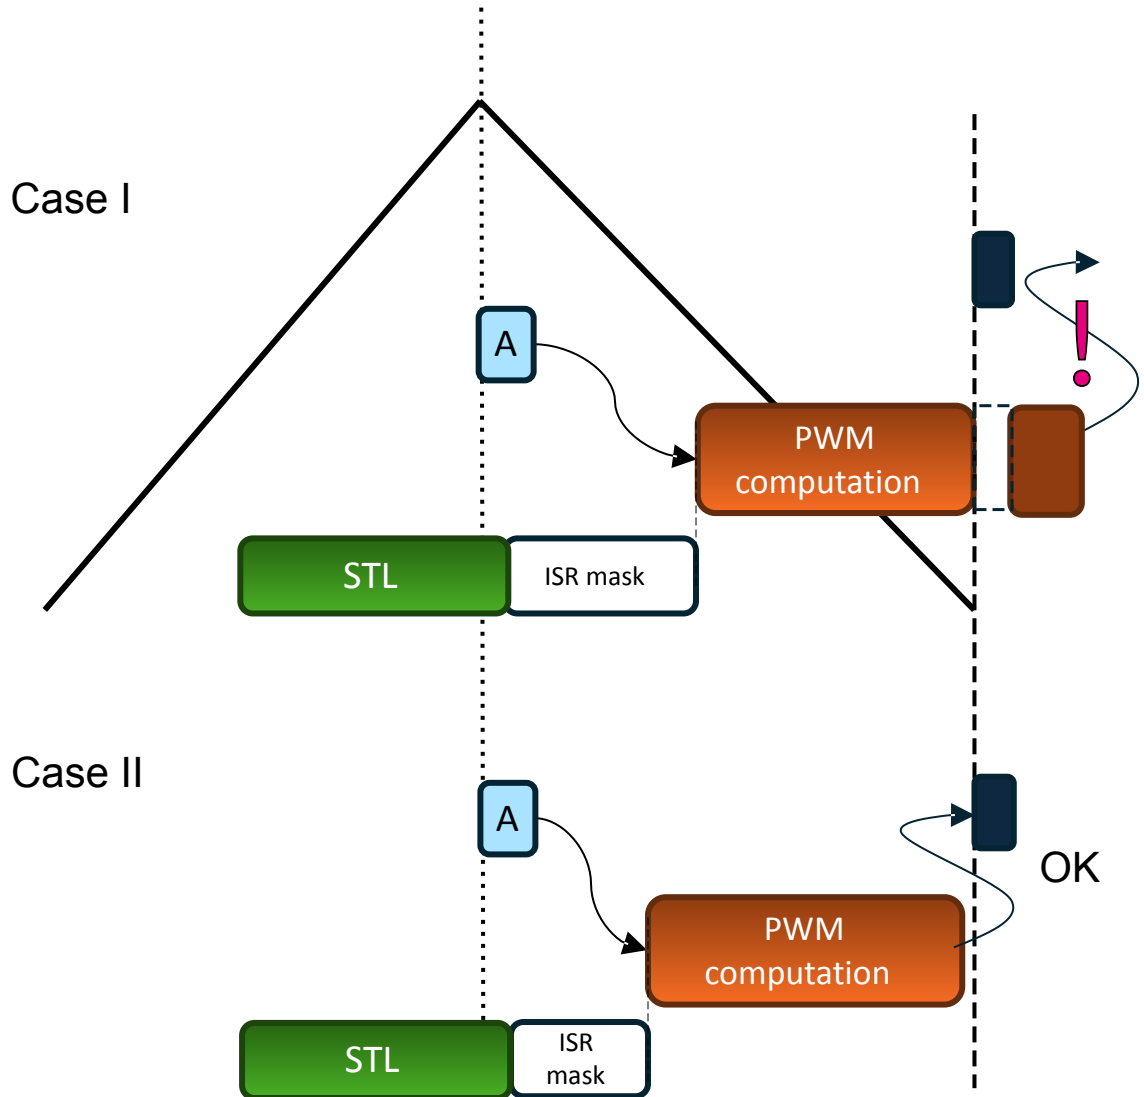 Case I
A
!
PWM
computation
STL
ISR mask
Case II
A
OK
PWM
computation
STL
ISR
mask